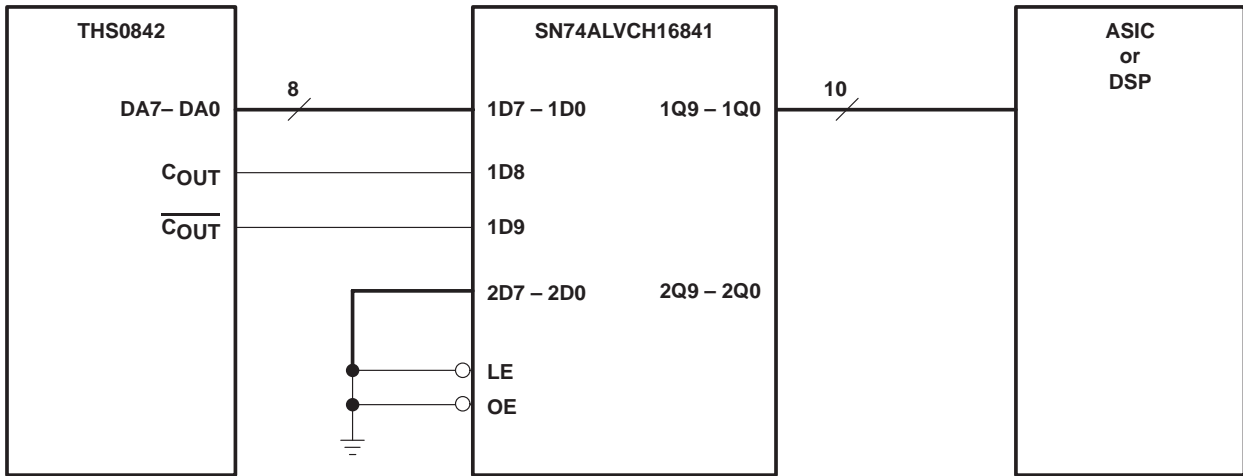 THS0842
SN74ALVCH16841
ASIC
or
DSP
8
10
DA7– DA0
1D7 – 1D0
1Q9 – 1Q0
COUT
1D8
COUT
1D9
2D7 – 2D0
2Q9 – 2Q0
LE
OE